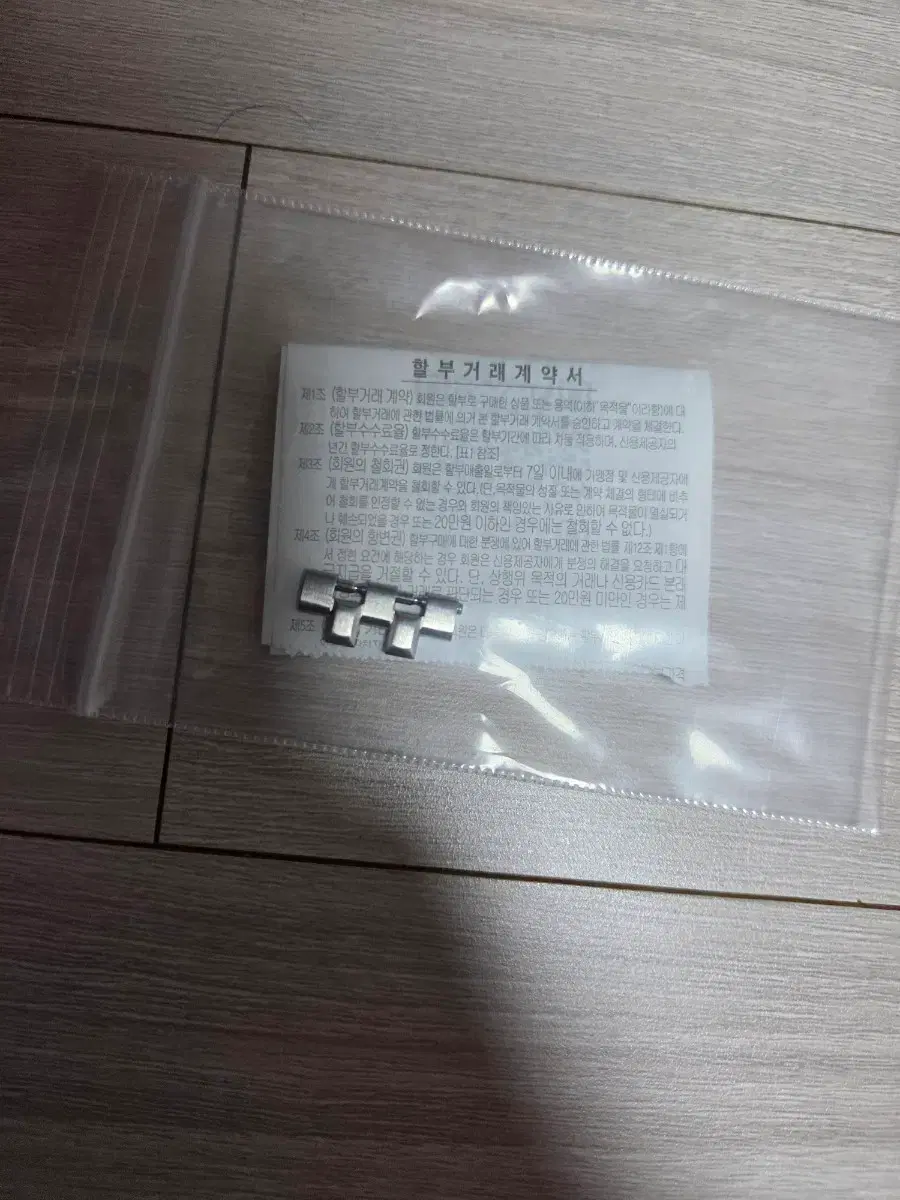 할부거래계약서
제1조 (할부거래 계약) 회원은 할부로 구매한 상품 또는 용역(이하 "목적물"이라함)에 대
하여 할부거래에 관한 법률에 의거 본 할부거래 계약서를 승인하고 계약을 체결한다.
제2조 (할부수수료율) 할부수수료율은 할부기간에 따라 차등 적용하며, 신용제공자의
년간 할부수수료율로 정한다. [표1 참조]
제3조 (회원의 철회권) 회원은 할부매출일로부터 7일 이내에 가맹점 및 신용제공자에
게 할부거래계약을 철회할 수 있다.(단, 목적물의 성질 또는 계약 체결의 형태에 비추
어 철회를 인정할 수 없는 경우와 회원의 책임있는 사유로 인하여 목적물이 멸실되거
나 훼손되었을 경우 또는 20만원 이하인 경우에는 철회할 수 없다.)
제4조 (회원의 항변권) 할부구매에 대한 분쟁에 있어 할부거래에 관한 법률 제12조 제1항에
서 정한 요건에 해당하는 경우 회원은 신용제공자에게 분쟁의 해결을 요청하고 대
금지급을 거절할 수 있다. 단, 상행위 목적의 거래나 신용카드 본리
판단되는 경우 또는 20만원 미만인 경우는 제
제5조